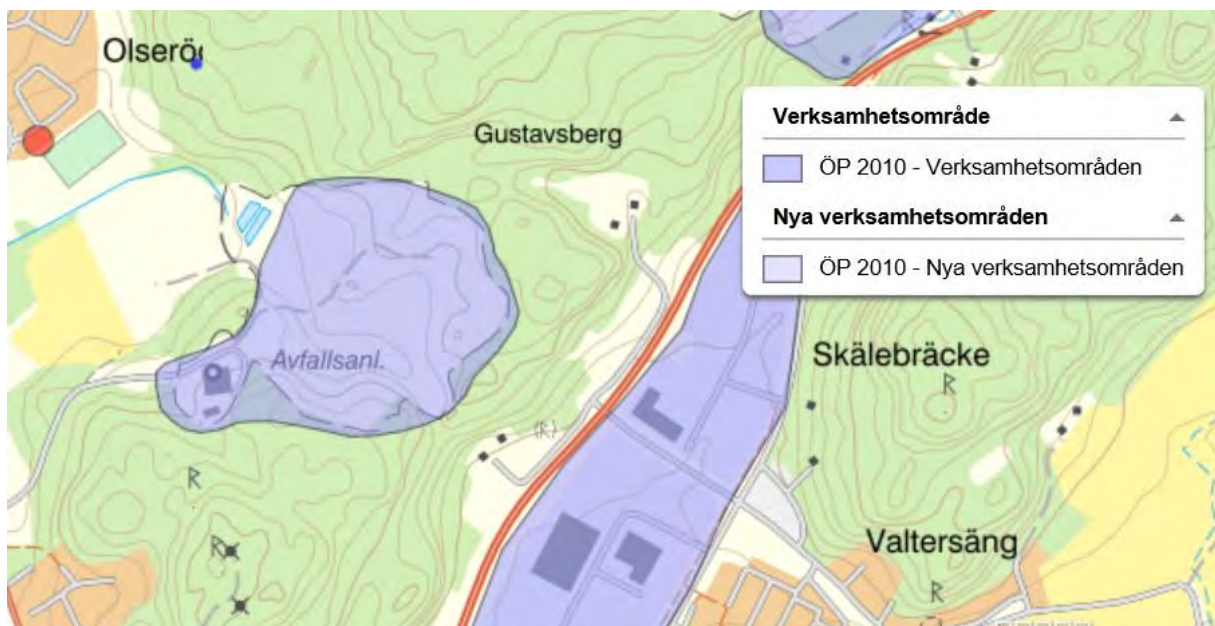 Olserö
Gustavsberg
Verksamhetsområde
ÖP 2010 - Verksamhetsområden
Nya verksamhetsområden
ÖP 2010 - Nya verksamhetsområden
Avfallsanl.
Skälebräcke
R
(R)
R
R
Valtersäng
R